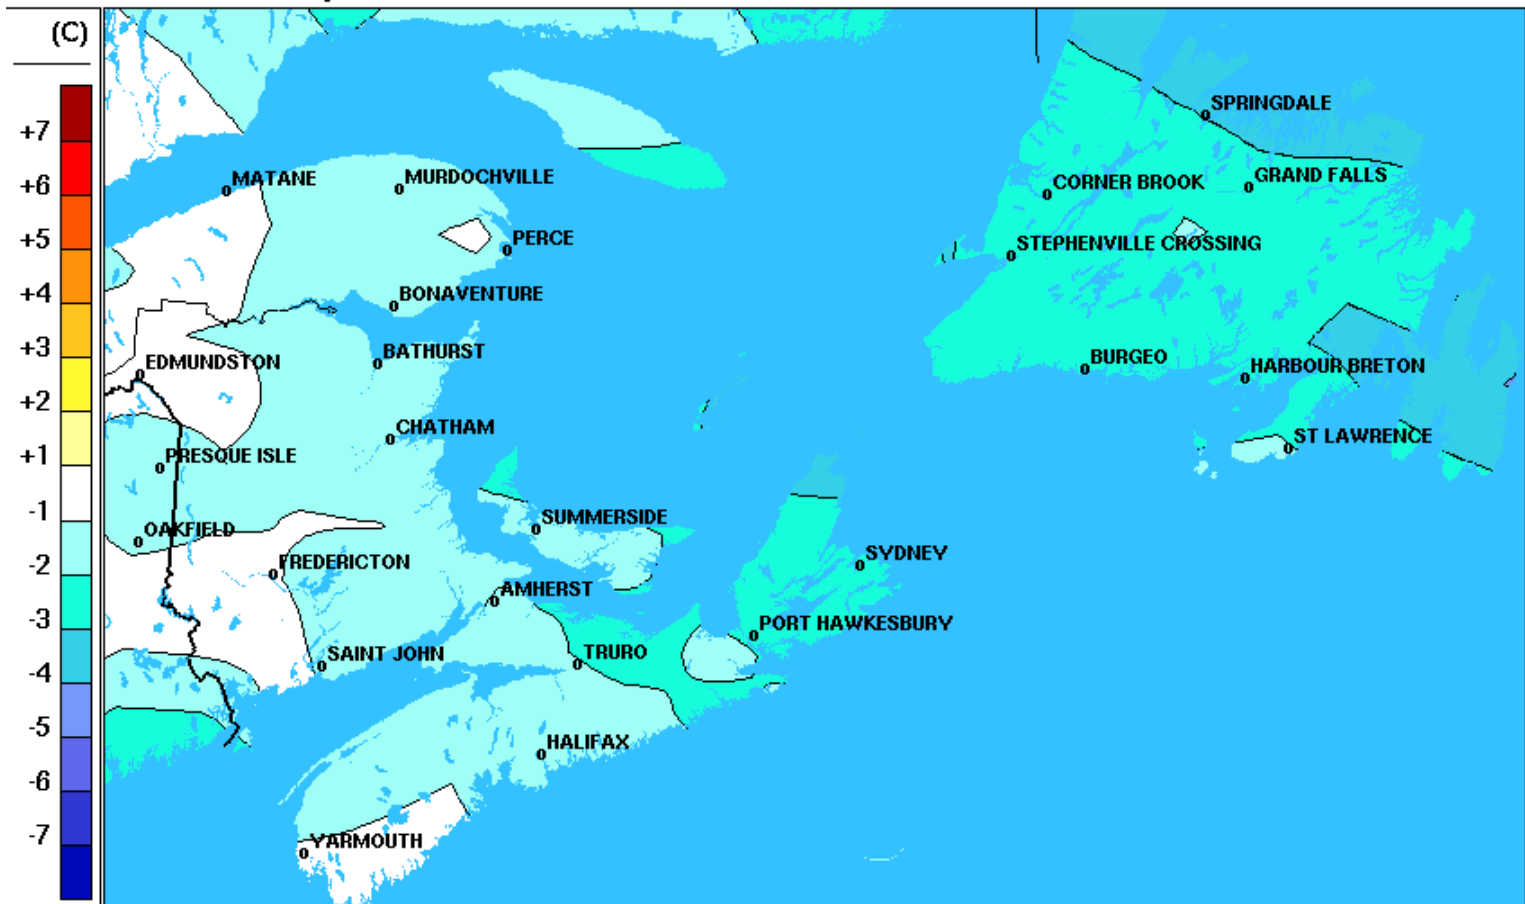 (C)
+7
+6
+5
+4
+3
+2
+1
-1
-2
-3
-4
-5
-6
-7
SPRINGDALE
MATANE
MURDOCHVILLE
CORNER BROOK
GRAND FALLS
PERCE
STEPHENVILLE CROSSING
BONAVENTURE
BATHURST
EDMUNDSTON
BURGEO
HARBOUR BRETON
CHATHAM
ST LAWRENCE
PRESQUE ISLE
SUMMERSIDE
OAKFIELD
SYDNEY
FREDERICTON
AMHERST
PORT HAWKESBURY
SAINT JOHN
TRURO
HALIFAX
YARMOUTH